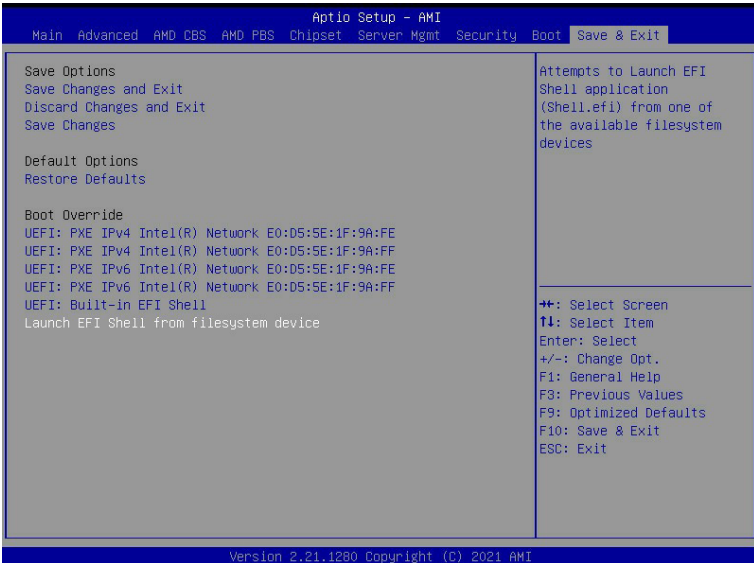 Aptio Setup – AMI
Main Advanced AMD CBS AMD PBS Chipset Server Mgmt Security Boot Save & Exit
Save Options
Save Changes and Exit
Discard Changes and Exit
Save Changes
Default Options
Restore Defaults
Boot Override
UEFI: PXE IPv4 Intel(R) Network E0:D5:5E:1F:9A:FE
UEFI: PXE IPv4 Intel(R) Network E0:D5:5E:1F:9A:FF
UEFI: PXE IPv6 Intel(R) Network E0:D5:5E:1F:9A:FE
UEFI: PXE IPv6 Intel(R) Network E0:D5:5E:1F:9A:FF
UEFI: Built-in EFI Shell
Launch EFI Shell from filesystem device
Attempts to Launch EFI
Shell application
(Shell.efi) from one of
the available filesystem
devices
→←: Select Screen
↑↓: Select Item
Enter: Select
+/-: Change Opt.
F1: General Help
F3: Previous Values
F9: Optimized Defaults
F10: Save & Exit
ESC: Exit
Version 2.21.1280 Copyright (C) 2021 AMI